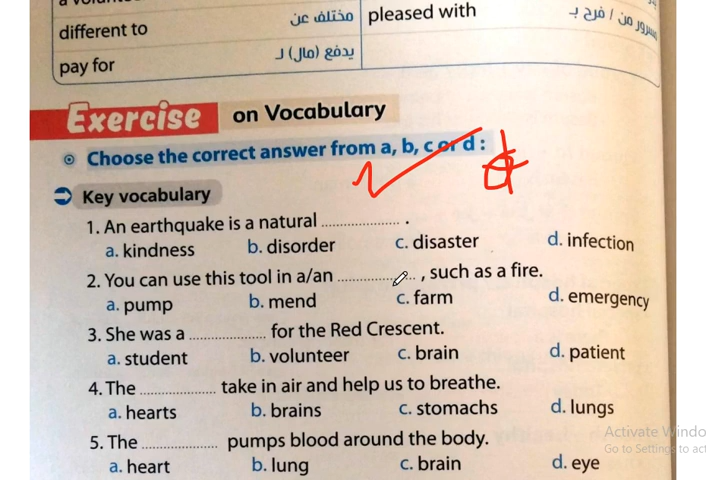 different to مختلف عن pleased with مسرور من / فرح بـ
pay for يدفع (مال) لـ
Exercise on Vocabulary
Choose the correct answer from a, b, c or d :
Key vocabulary
1. An earthquake is a natural .................... .
a. kindness b. disorder c. disaster d. infection
2. You can use this tool in a/an .................... , such as a fire.
a. pump b. mend c. farm d. emergency
3. She was a .................... for the Red Crescent.
a. student b. volunteer c. brain d. patient
4. The .................... take in air and help us to breathe.
a. hearts b. brains c. stomachs d. lungs
5. The .................... pumps blood around the body.
a. heart b. lung c. brain d. eye
Activate Windo
Go to Settings to act